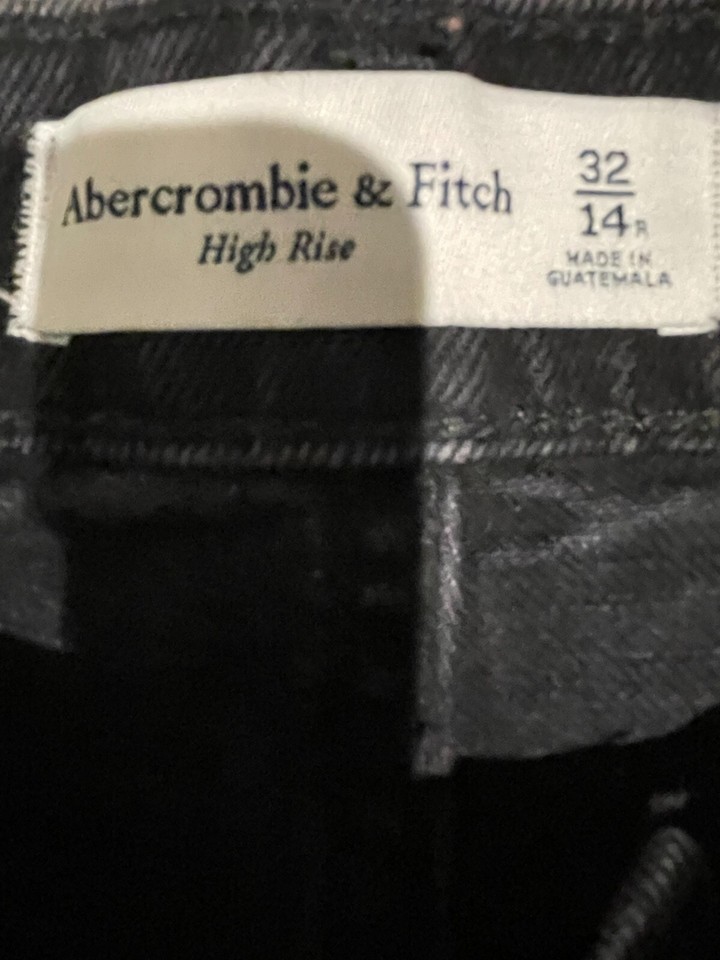 Abercrombie & Fitch
High Rise
32
14R
MADE IN
GUATEMALA